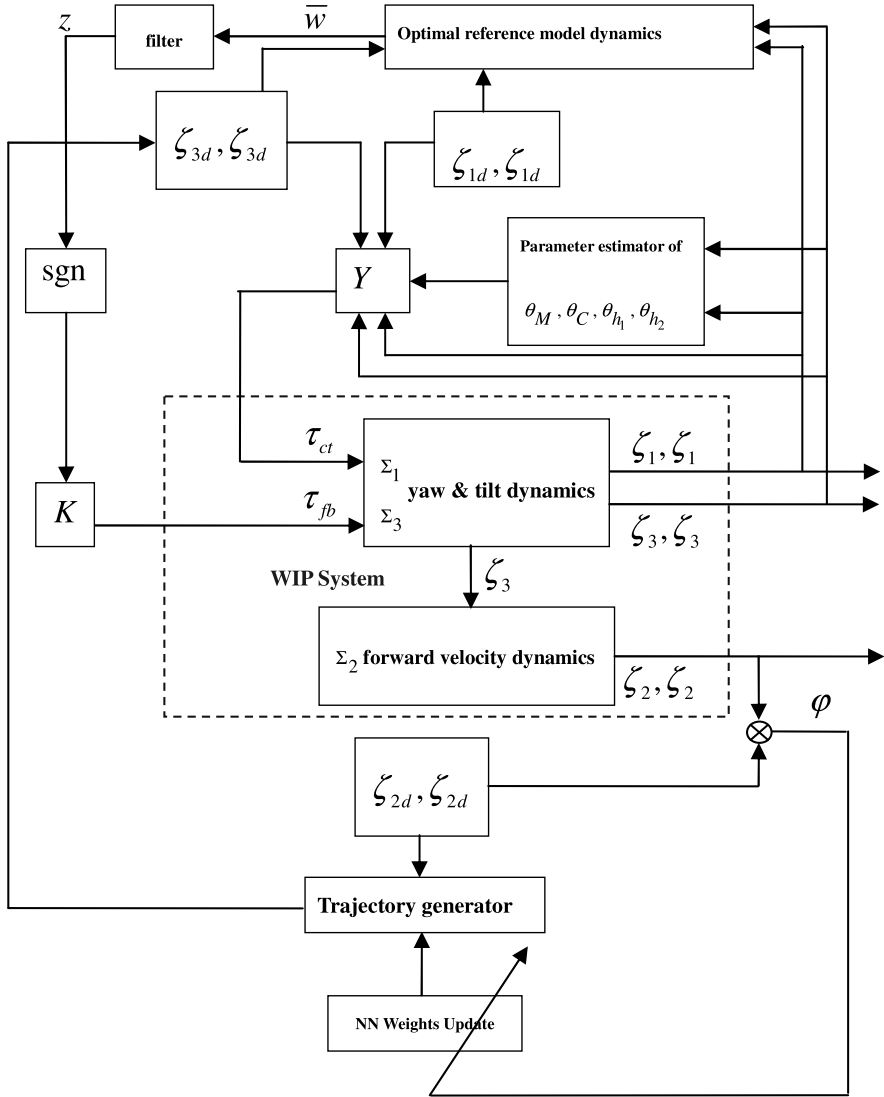 z
w̅
filter
Optimal reference model dynamics
ζ3d, ζ3d
ζ1d, ζ1d
sgn
Y
Parameter estimator of
θM, θC, θh1, θh2
K
τct
τfb
Σ1
yaw & tilt dynamics
Σ3
ζ1, ζ1
ζ3, ζ3
WIP System
ζ3
Σ2 forward velocity dynamics
ζ2, ζ2
φ
ζ2d, ζ2d
Trajectory generator
NN Weights Update